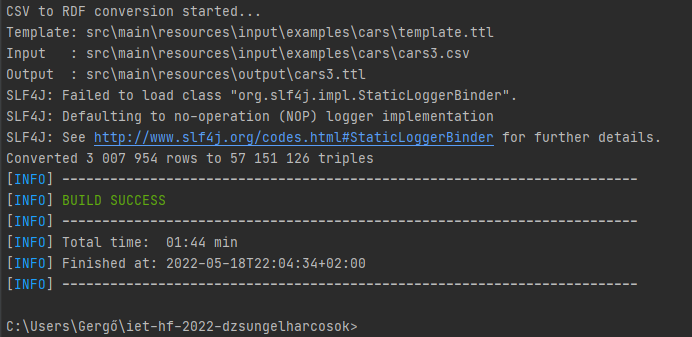 CSV to RDF conversion started...
Template: src\main\resources\input\examples\cars\template.ttl
Input   : src\main\resources\input\examples\cars\cars3.csv
Output  : src\main\resources\output\cars3.ttl
SLF4J: Failed to load class "org.slf4j.impl.StaticLoggerBinder".
SLF4J: Defaulting to no-operation (NOP) logger implementation
SLF4J: See http://www.slf4j.org/codes.html#StaticLoggerBinder for further details.
Converted 3 007 954 rows to 57 151 126 triples
[INFO] ------------------------------------------------------------------------
[INFO] BUILD SUCCESS
[INFO] ------------------------------------------------------------------------
[INFO] Total time:  01:44 min
[INFO] Finished at: 2022-05-18T22:04:34+02:00
[INFO] ------------------------------------------------------------------------
C:\Users\Gergő\iet-hf-2022-dzsungelharcosok>